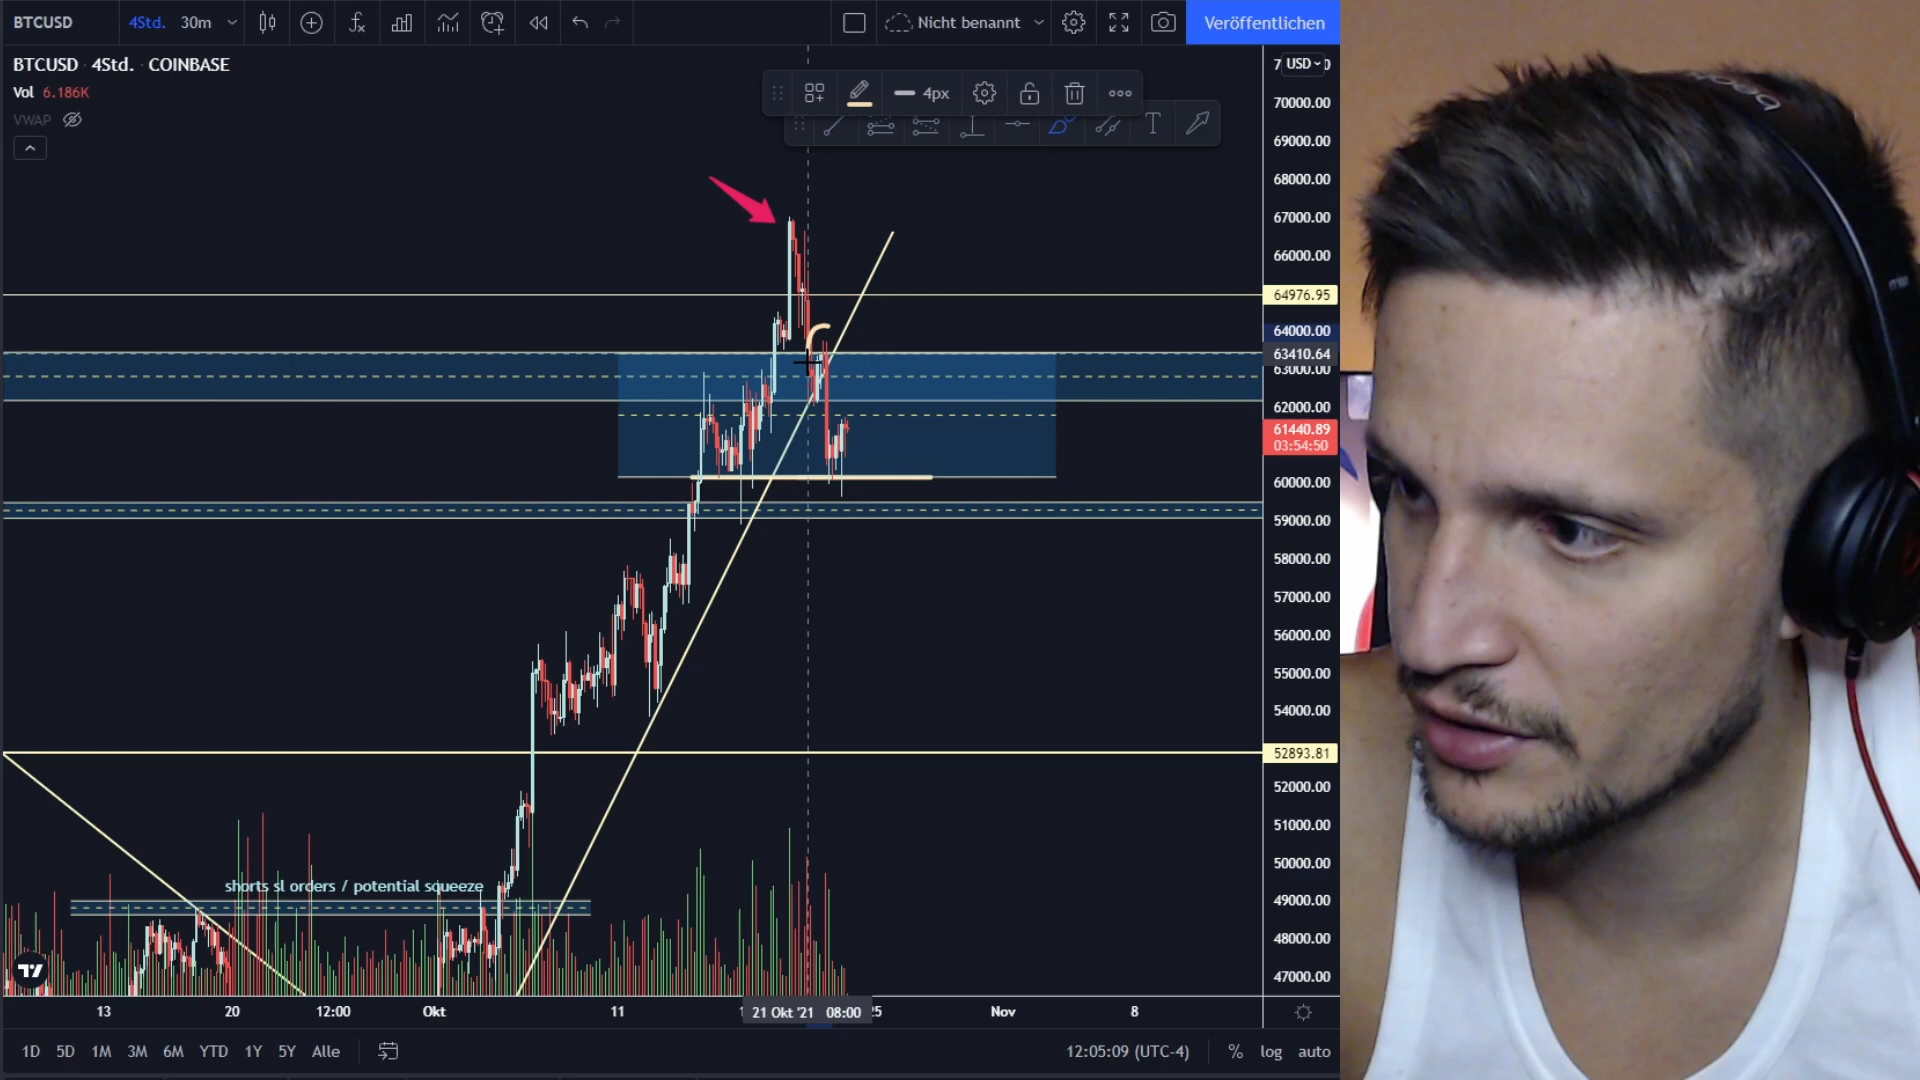 BTCUSD 4Std. 30m Nicht benannt Veröffentlichen
BTCUSD · 4Std. · COINBASE
Vol 6.186K
VWAP
4px
T
USD
70000.00
69000.00
68000.00
67000.00
66000.00
64976.95
64000.00
63410.64
63000.00
62000.00
61440.89
03:54:50
60000.00
59000.00
58000.00
57000.00
56000.00
55000.00
54000.00
52893.81
52000.00
51000.00
50000.00
49000.00
48000.00
47000.00
shorts sl orders / potential squeeze
13 20 12:00 Okt 11 21 Okt '21 08:00 25 Nov 8
1D 5D 1M 3M 6M YTD 1Y 5Y Alle 12:05:09 (UTC-4) % log auto